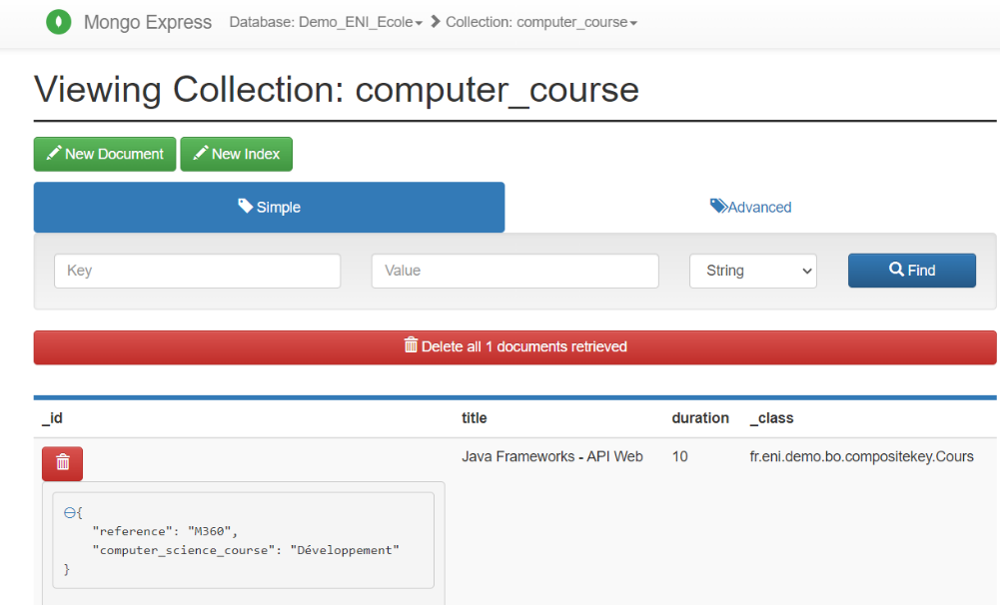 Mongo Express Database: Demo_ENI_Ecole Collection: computer_course
Viewing Collection: computer_course
New Document New Index
Simple Advanced
Key Value String Find
Delete all 1 documents retrieved
_id title duration _class
Java Frameworks - API Web 10 fr.eni.demo.bo.compositekey.Cours
{
"reference": "M360",
"computer_science_course": "Développement"
}